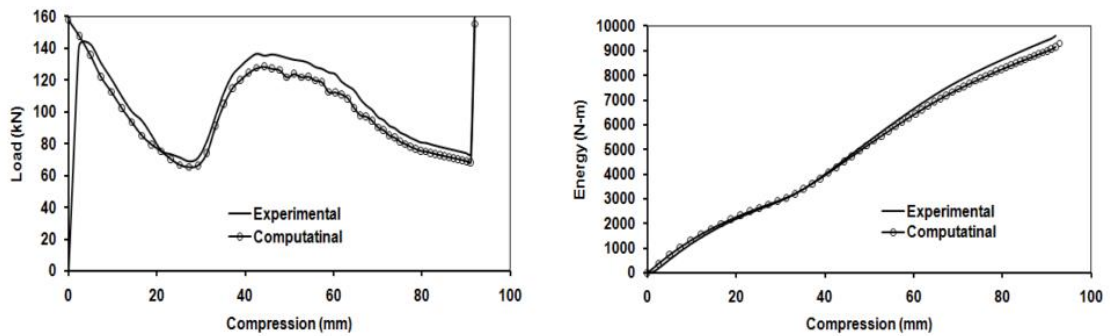 160
140
120
100
80
60
40
20
0
Load (kN)
Experimental
Computatinal
0 20 40 60 80 100
Compression (mm)
10000
9000
8000
7000
6000
5000
4000
3000
2000
1000
0
Energy (N-m)
Experimental
Computatinal
0 20 40 60 80 100
Compression (mm)